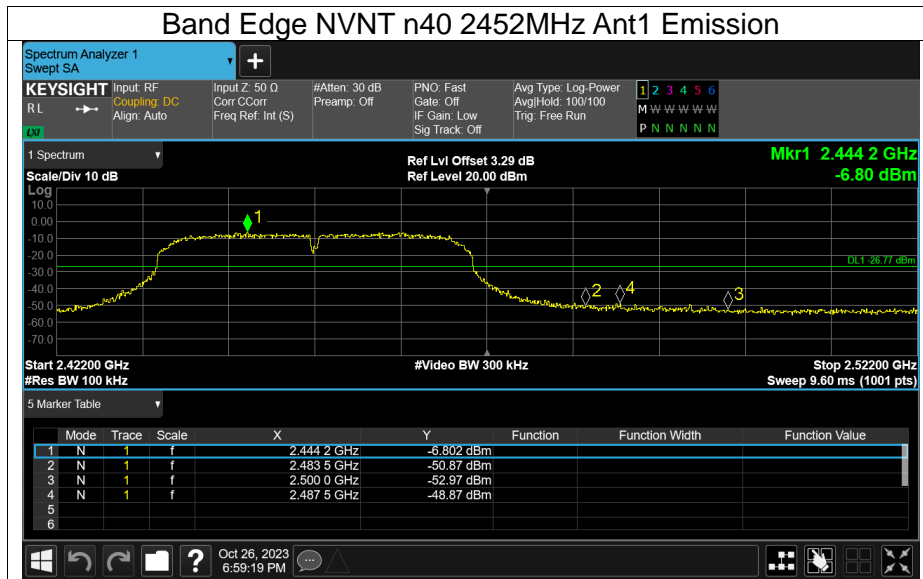 Band Edge NVNT n40 2452MHz Ant1 Emission
Spectrum Analyzer 1
Swept SA
+
KEYSIGHT Input: RF Input Z: 50 Ω #Atten: 30 dB PNO: Fast Avg Type: Log-Power 1 2 3 4 5 6
R L Coupling: DC Corr CCorr Preamp: Off Gate: Off Avg|Hold: 100/100 M W W W W W
Align: Auto Freq Ref: Int (S) IF Gain: Low Trig: Free Run
LXI Sig Track: Off P N N N N N
1 Spectrum Ref Lvl Offset 3.29 dB Mkr1 2.444 2 GHz
Scale/Div 10 dB Ref Level 20.00 dBm -6.80 dBm
Log
10.0
0.00 1
-10.0
-20.0 DL1 -26.77 dBm
-30.0
-40.0 2 4 3
-50.0
-60.0
-70.0
Start 2.42200 GHz #Video BW 300 kHz Stop 2.52200 GHz
#Res BW 100 kHz Sweep 9.60 ms (1001 pts)
5 Marker Table
Mode Trace Scale X Y Function Function Width Function Value
1 N 1 f 2.444 2 GHz -6.802 dBm
2 N 1 f 2.483 5 GHz -50.87 dBm
3 N 1 f 2.500 0 GHz -52.97 dBm
4 N 1 f 2.487 5 GHz -48.87 dBm
5
6
? Oct 26, 2023
6:59:19 PM